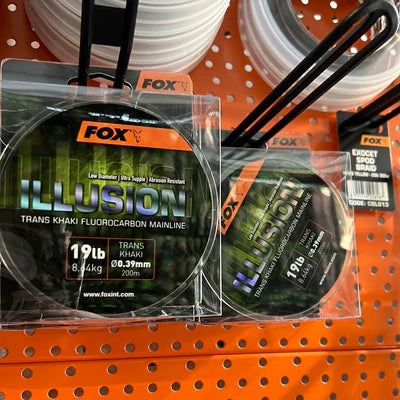 FOX
FOX
Low Diameter | Ultra Supple | Abrasion Resistant
ILLUSION
TRANS KHAKI FLUOROCARBON MAINLINE
19lb
8.64kg
TRANS
KHAKI
Ø0.39mm
200m
www.foxint.com
FOX
FOX
ILLUSION
TRANS KHAKI FLUOROCARBON MAINLINE
19lb
8.64kg
TRANS
KHAKI
Ø0.39mm
EXOCET
SPOD
BRAID